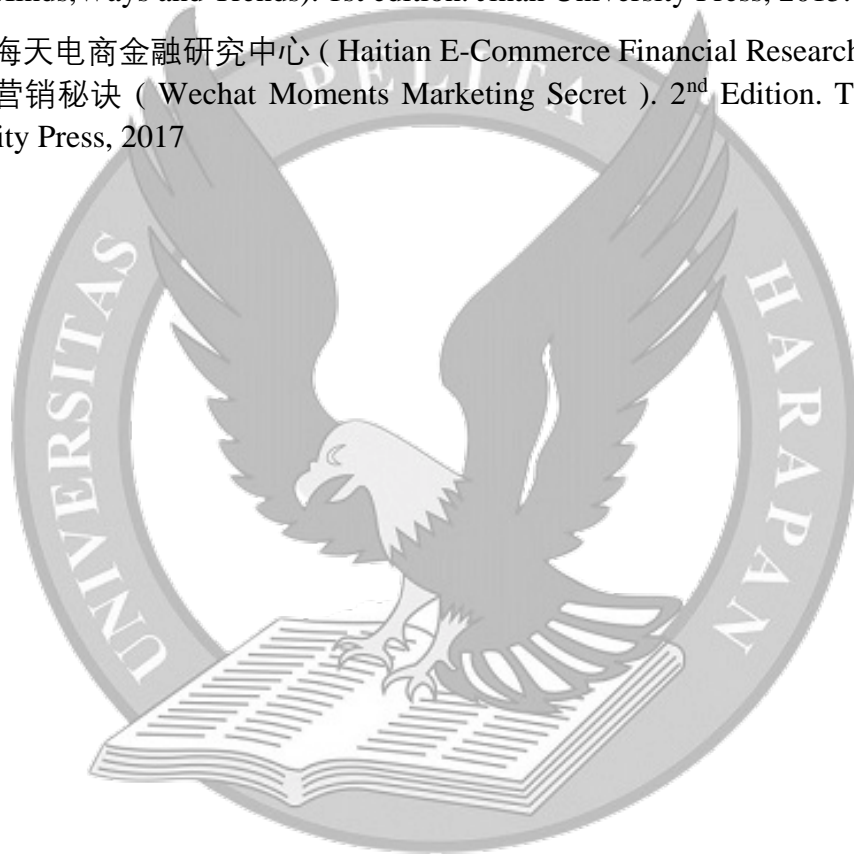 Ways and Trends). 1st edition. Jinan University Press, 2015.
海天电商金融研究中心 ( Haitian E-Commerce Financial Research
营销秘诀 ( Wechat Moments Marketing Secret ). 2nd Edition. T
ity Press, 2017
UNIVERSITAS PELITA HARAPAN